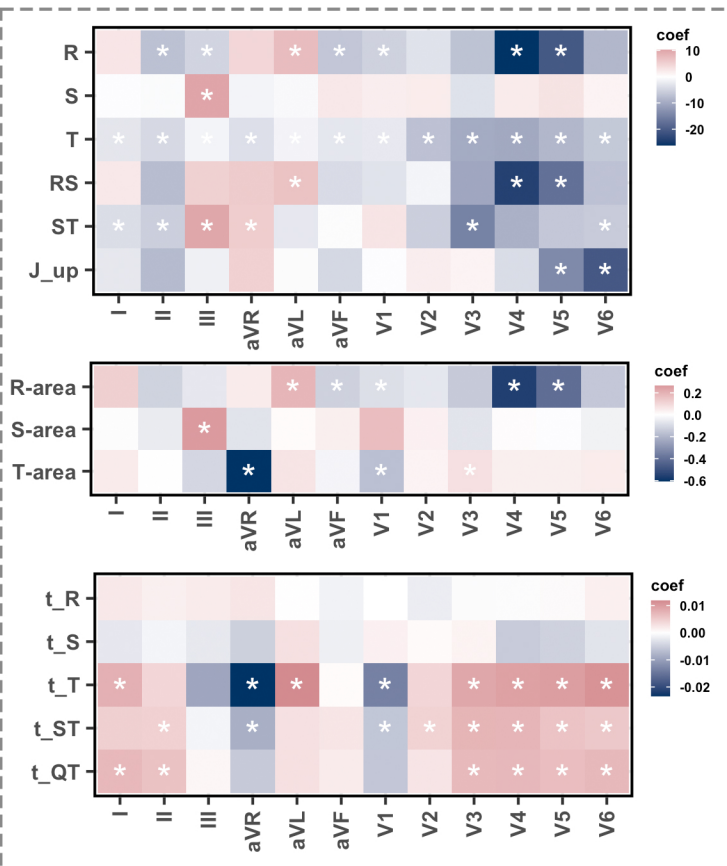 coef
10
0
-10
-20
R * * * * * * * * *
S *
T * * * * * * * * * * * *
RS * * *
ST * * * * * *
J_up * *
I II III aVR aVL aVF V1 V2 V3 V4 V5 V6
coef
0.2
0.0
-0.2
-0.4
-0.6
R-area * * * * *
S-area *
T-area * * *
I II III aVR aVL aVF V1 V2 V3 V4 V5 V6
coef
0.01
0.00
-0.01
-0.02
t_R
t_S
t_T * * * * * * * *
t_ST * * * * * * * *
t_QT * * * * * *
I II III aVR aVL aVF V1 V2 V3 V4 V5 V6